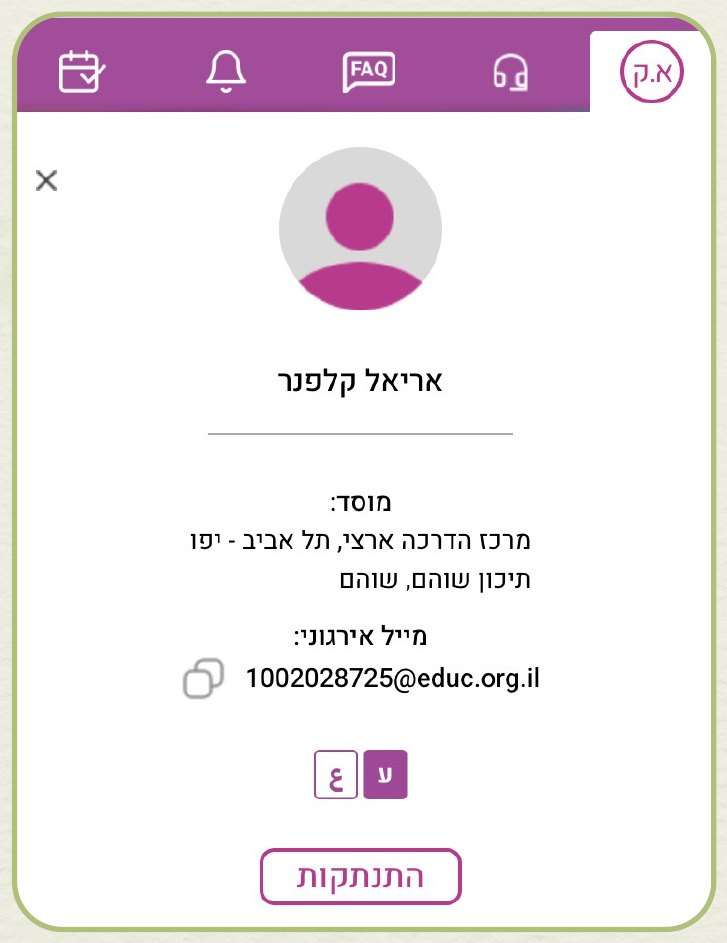 א.ק
FAQ
אריאל קלפנר
מוסד:
מרכז הדרכה ארצי, תל אביב - יפו
תיכון שוהם, שוהם
מייל אירגוני:
1002028725@educ.org.il
ע ع
התנתקות